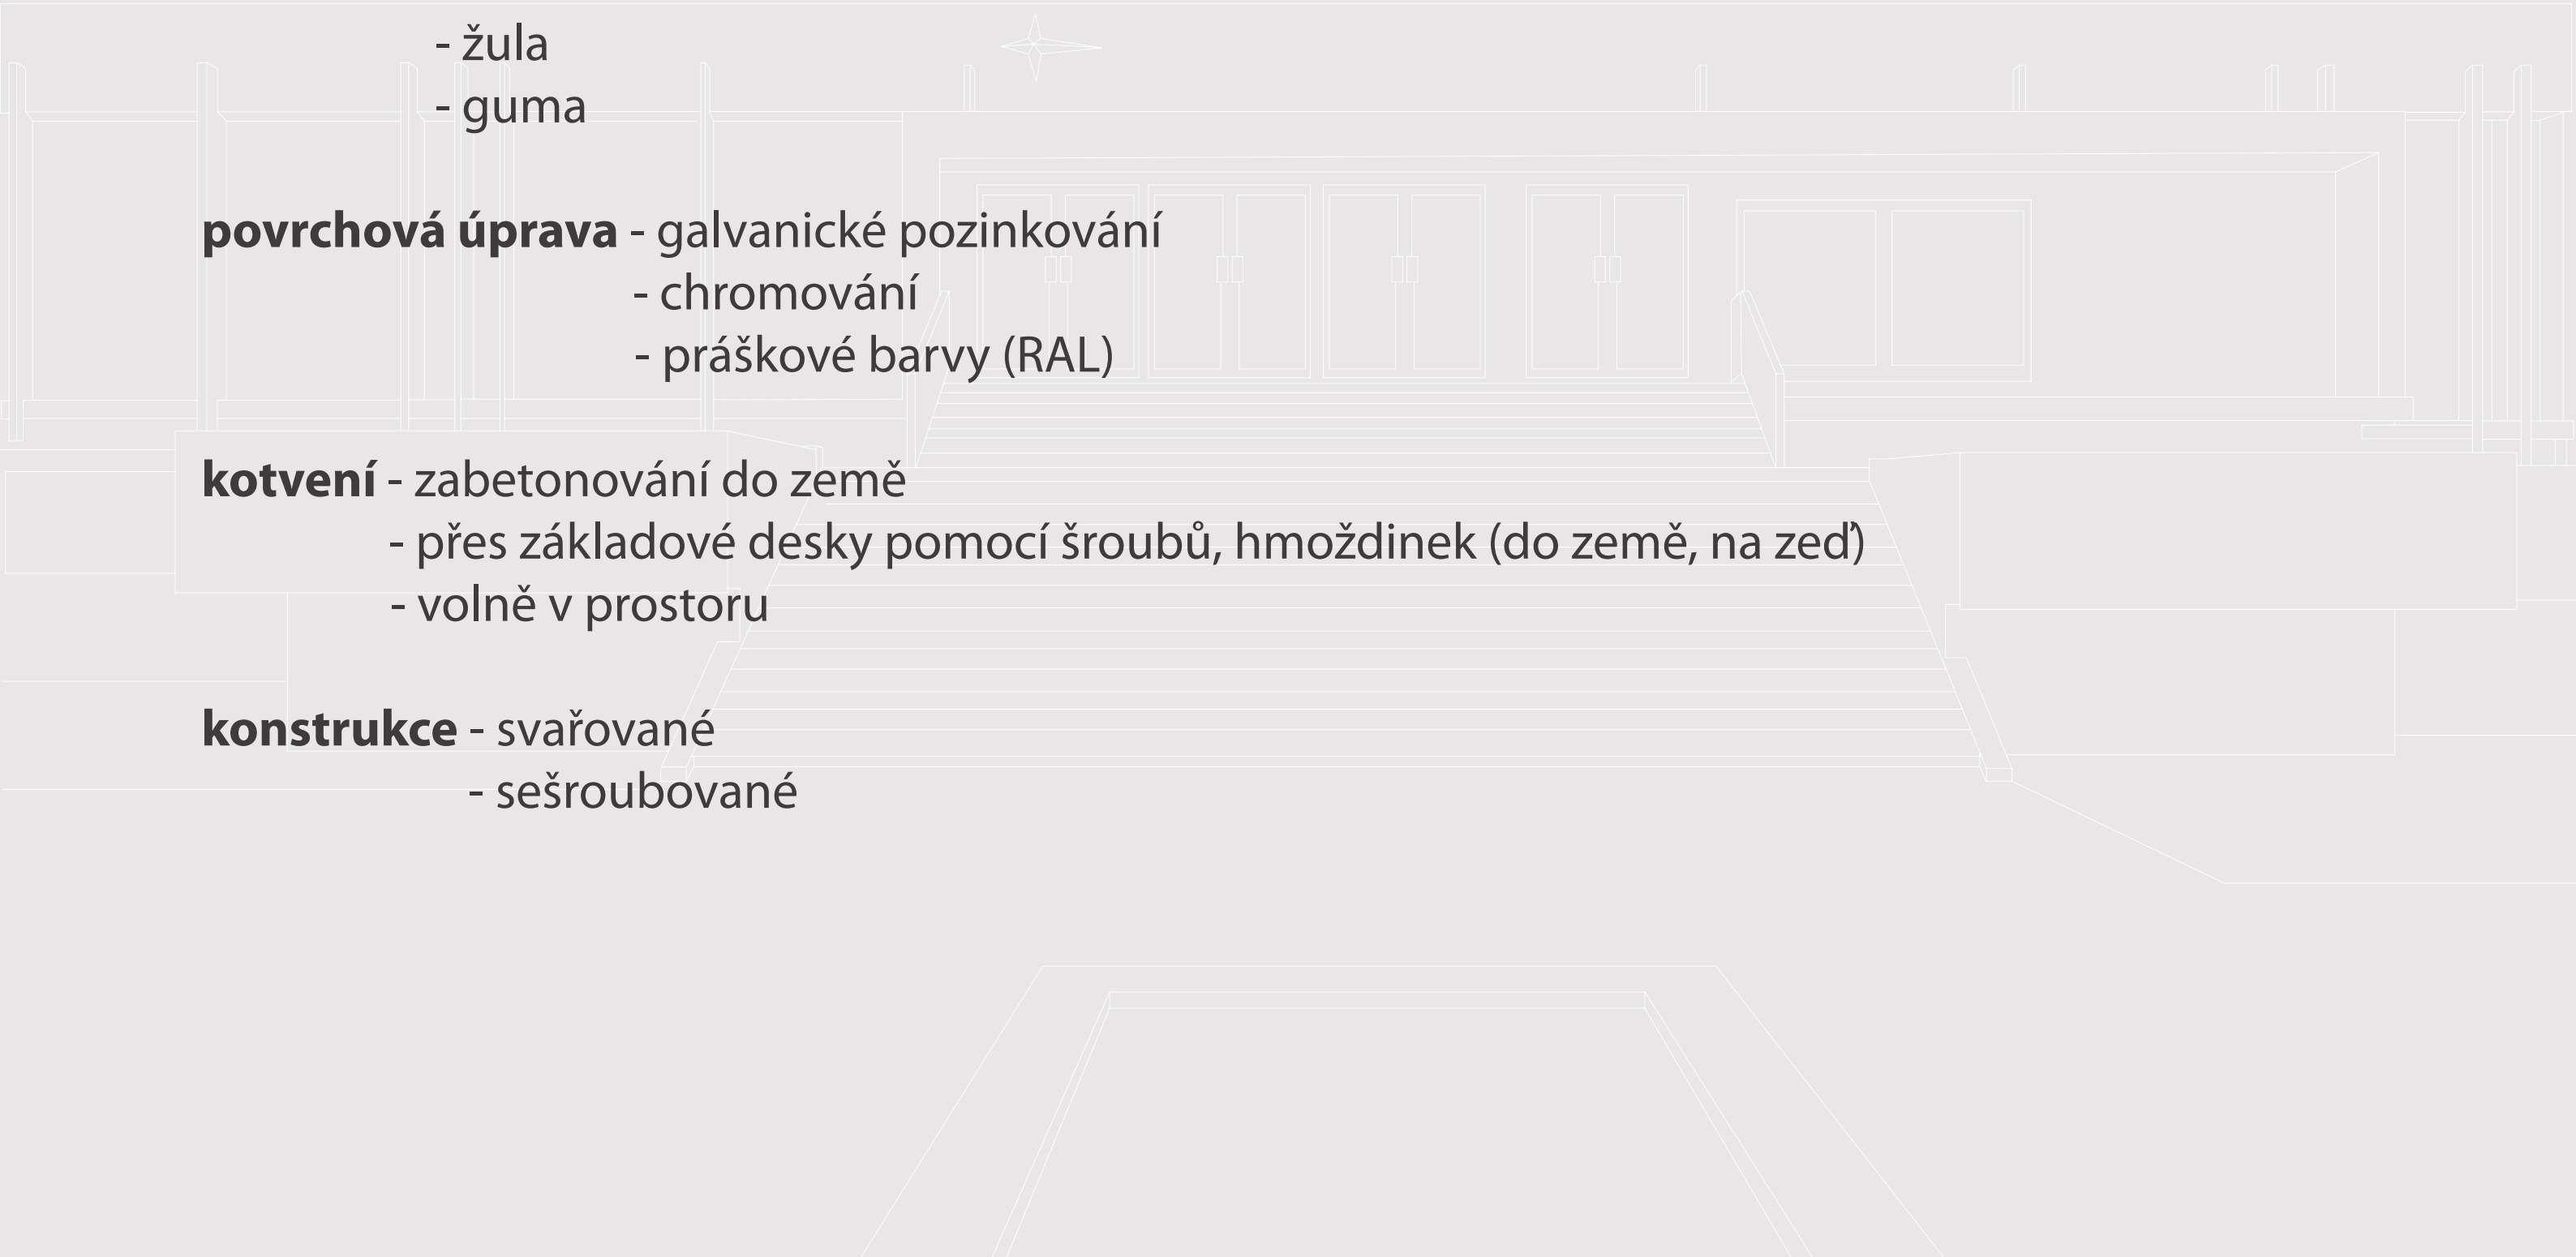 - žula
- guma
povrchová úprava - galvanické pozinkování
- chromování
- práškové barvy (RAL)
kotvení - zabetonování do země
- přes základové desky pomocí šroubů, hmoždinek (do země, na zeď)
- volně v prostoru
konstrukce - svařované
- sešroubované